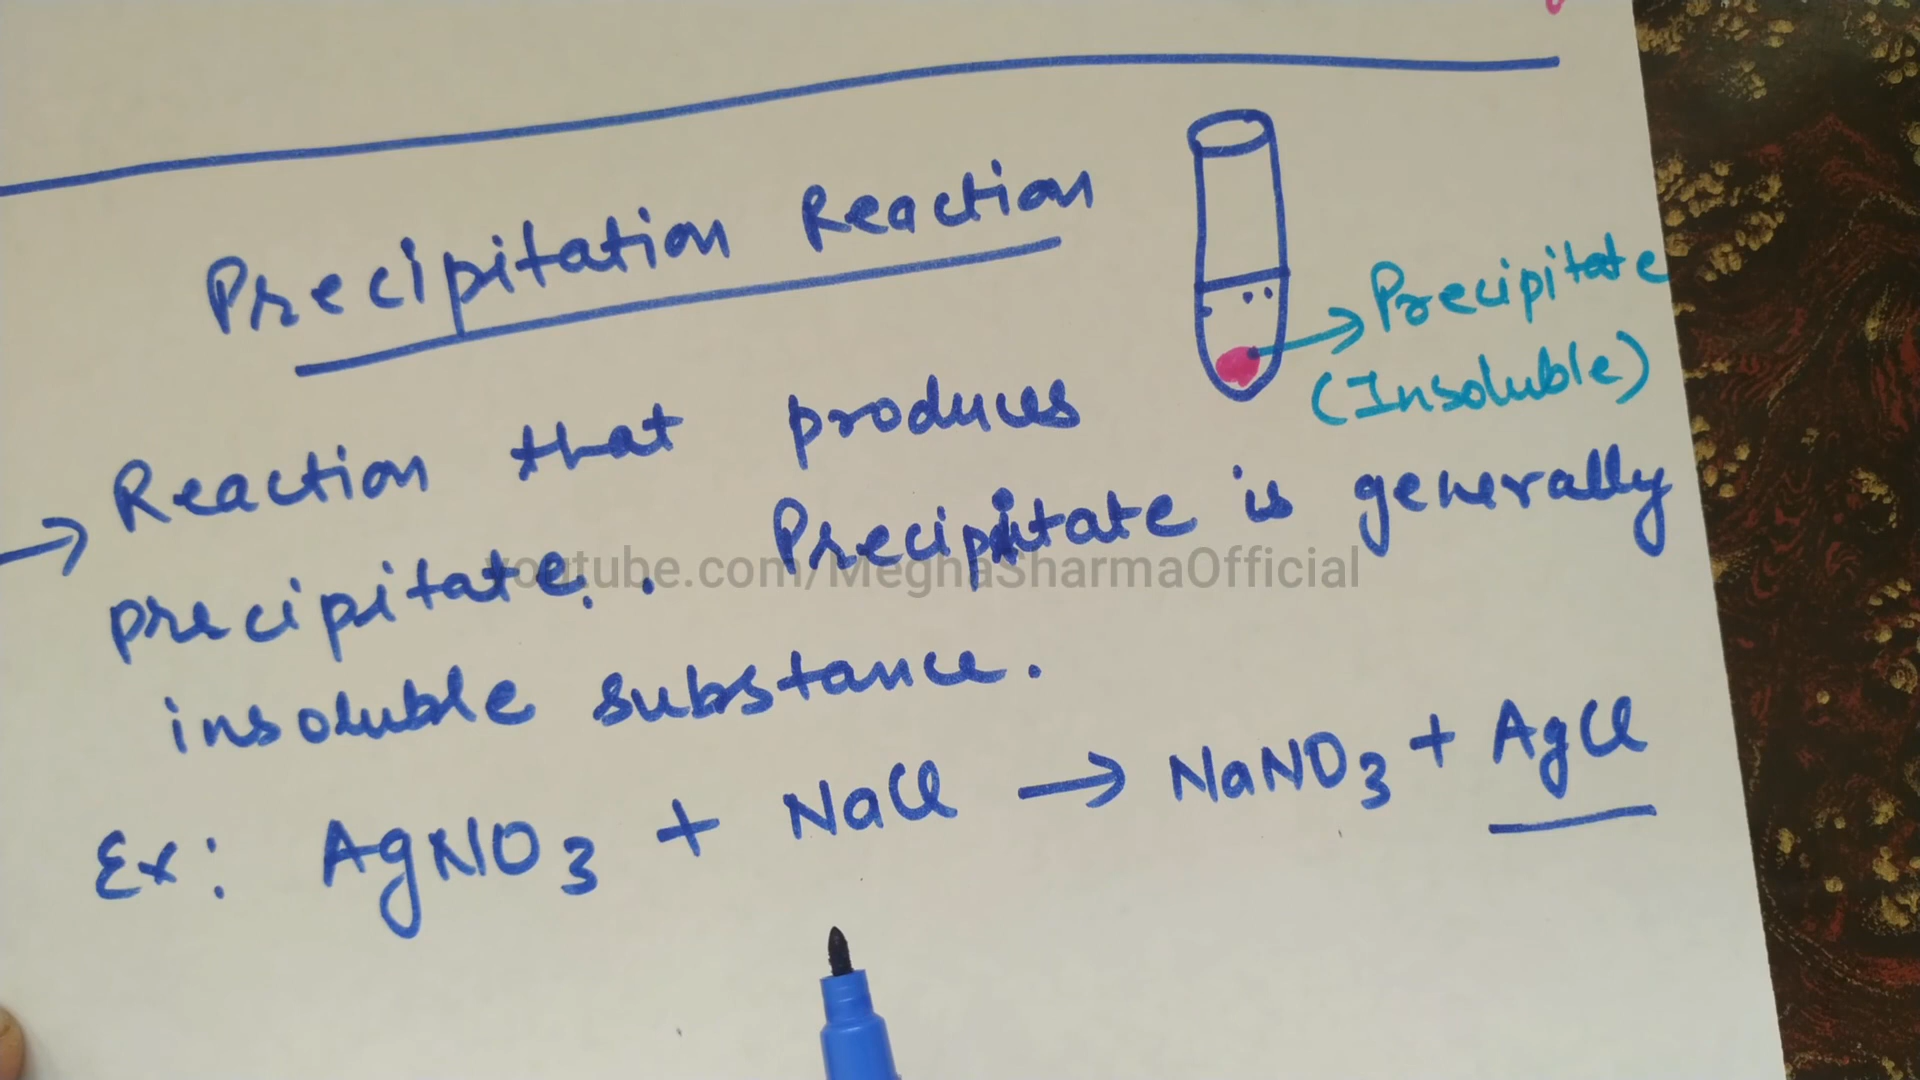 Precipitation Reaction
Precipitate
(Insoluble)
→ Reaction that produces
precipitate. . Precipitate is generally
insoluble substance.
Ex: AgNO₃ + NaCl → NaNO₃ + AgCl
youtube.com/MeghaSharmaOfficial